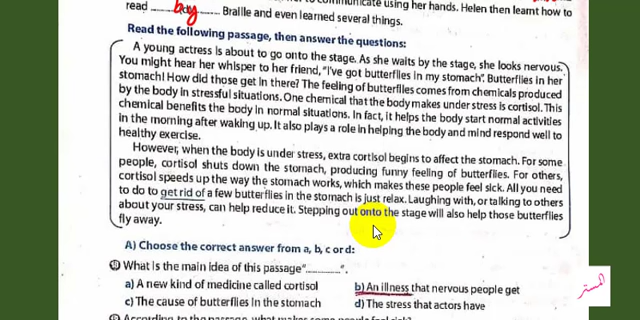 communicate using her hands. Helen then learnt how to
read boy Braille and even learned several things.
Read the following passage, then answer the questions:
A young actress is about to go onto the stage. As she waits by the stage, she looks nervous.
You might hear her whisper to her friend, "I've got butterflies in my stomach". Butterflies in her
stomach! How did those get in there? The feeling of butterflies comes from chemicals produced
by the body in stressful situations. One chemical that the body makes under stress is cortisol. This
chemical benefits the body in normal situations. In fact, it helps the body start normal activities
in the morning after waking up. It also plays a role in helping the body and mind respond well to
healthy exercise.
However, when the body is under stress, extra cortisol begins to affect the stomach. For some
people, cortisol shuts down the stomach, producing funny feeling of butterflies. For others,
cortisol speeds up the way the stomach works, which makes these people feel sick. All you need
to do to get rid of a few butterflies in the stomach is just relax. Laughing with, or talking to others
about your stress, can help reduce it. Stepping out onto the stage will also help those butterflies
fly away.
A) Choose the correct answer from a, b, c or d:
What is the main idea of this passage"........".
a) A new kind of medicine called cortisol b) An illness that nervous people get
c) The cause of butterflies in the stomach d) The stress that actors have